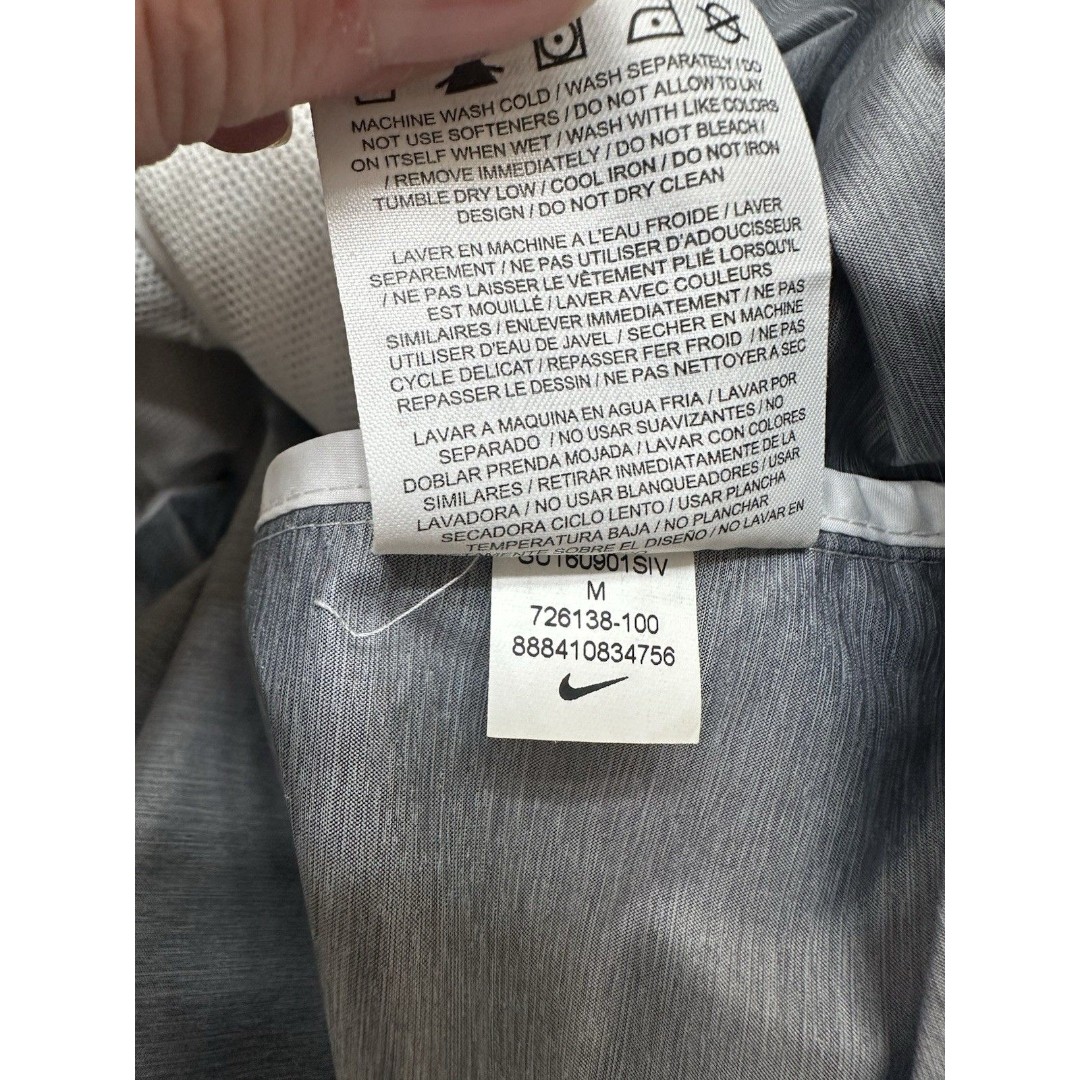 MACHINE WASH COLD / WASH SEPARATELY / DO
NOT USE SOFTENERS / DO NOT ALLOW TO LAY
ON ITSELF WHEN WET / WASH WITH LIKE COLORS
/ REMOVE IMMEDIATELY / DO NOT BLEACH /
TUMBLE DRY LOW / COOL IRON / DO NOT IRON
DESIGN / DO NOT DRY CLEAN
LAVER EN MACHINE A L'EAU FROIDE / LAVER
SEPAREMENT / NE PAS UTILISER D'ADOUCISSEUR
/ NE PAS LAISSER LE VÊTEMENT PLIÉ LORSQU'IL
EST MOUILLÉ / LAVER AVEC COULEURS
SIMILAIRES / ENLEVER IMMEDIATEMENT / NE PAS
UTILISER D'EAU DE JAVEL / SECHER EN MACHINE
CYCLE DELICAT / REPASSER FER FROID / NE PAS
REPASSER LE DESSIN / NE PAS NETTOYER A SEC
LAVAR A MAQUINA EN AGUA FRIA / LAVAR POR
SEPARADO / NO USAR SUAVIZANTES / NO
DOBLAR PRENDA MOJADA / LAVAR CON COLORES
SIMILARES / RETIRAR INMEDIATAMENTE DE LA
LAVADORA / NO USAR BLANQUEADORES / USAR
SECADORA CICLO LENTO / USAR PLANCHA
TEMPERATURA BAJA / NO PLANCHAR
SOBRE EL DISEÑO / NO LAVAR EN
M
726138-100
888410834756